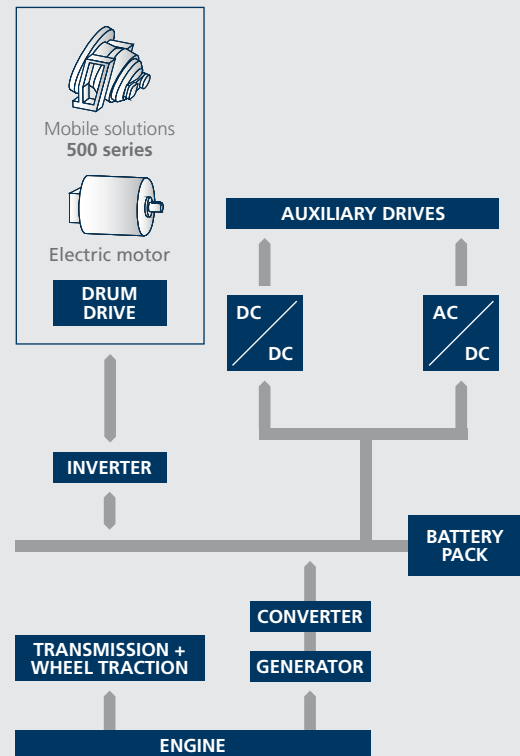 Mobile solutions
500 series
Electric motor
DRUM
DRIVE
AUXILIARY DRIVES
DC
DC
AC
DC
INVERTER
BATTERY
PACK
CONVERTER
TRANSMISSION +
WHEEL TRACTION
GENERATOR
ENGINE